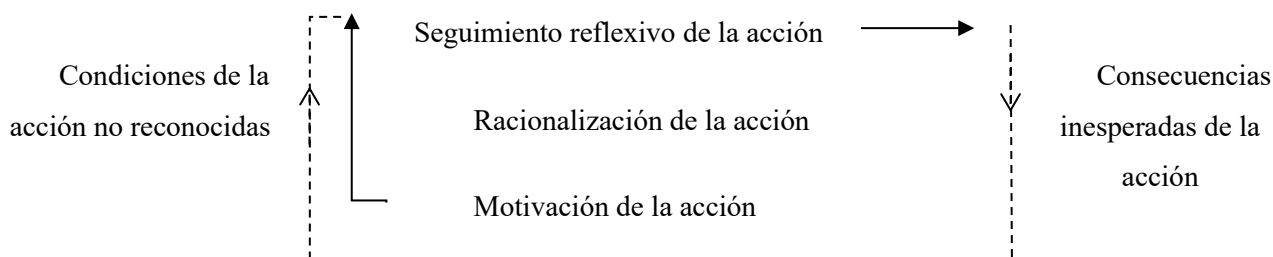 Seguimiento reflexivo de la acción
Condiciones de la
acción no reconocidas
Racionalización de la acción
Motivación de la acción
Consecuencias
inesperadas de la
acción